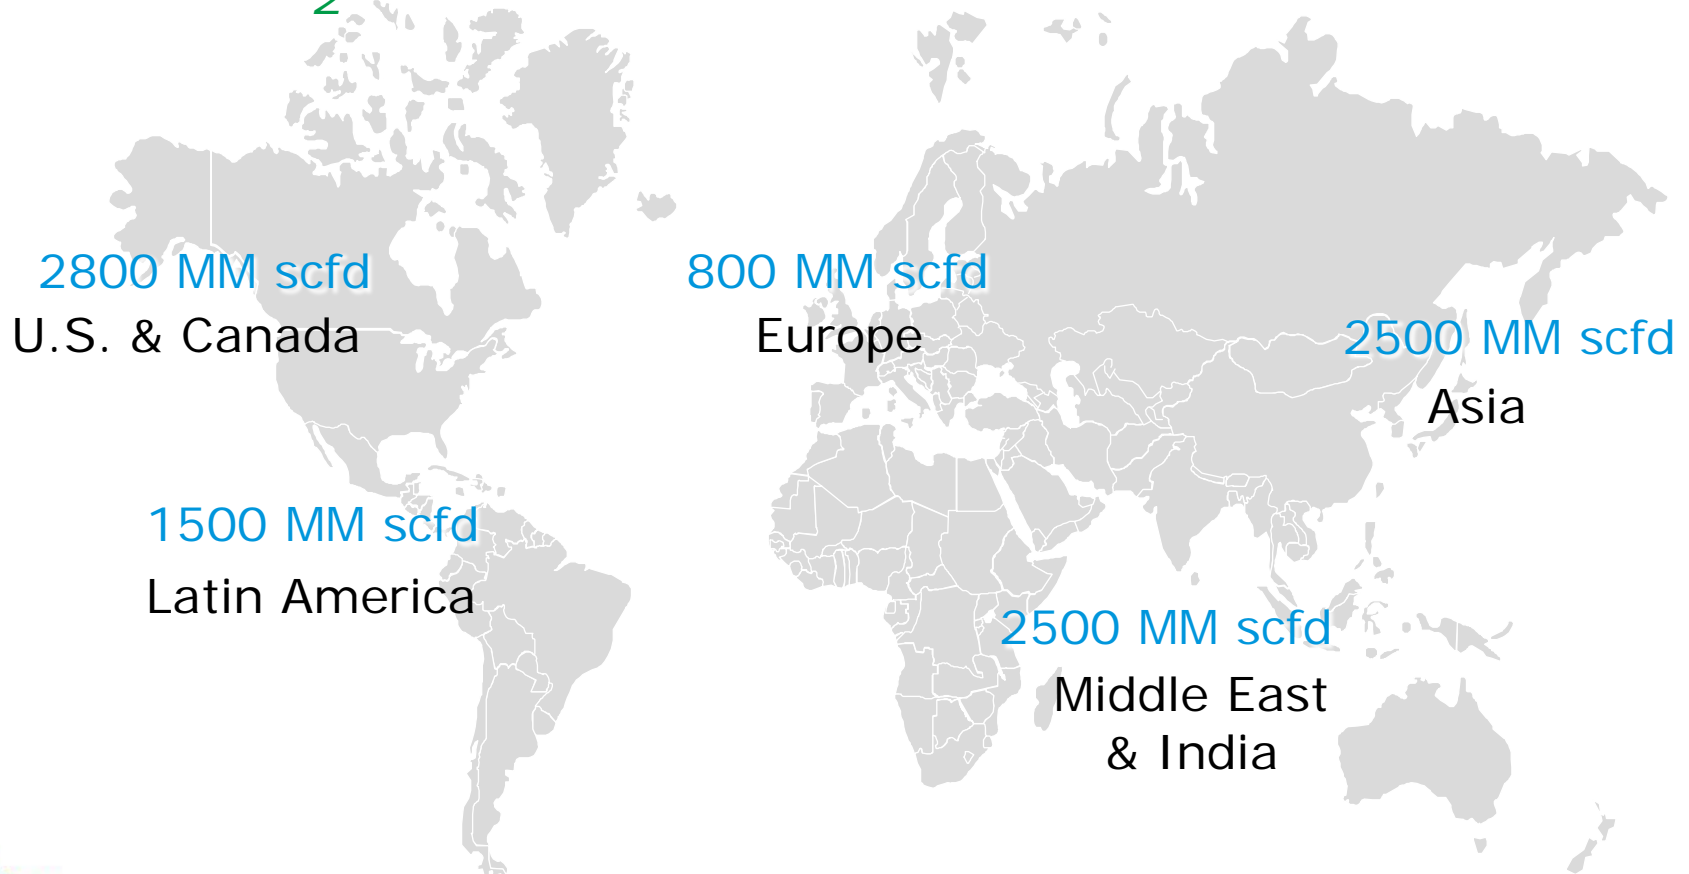 2
2800 MM scfd
U.S. & Canada
800 MM scfd
Europe
2500 MM scfd
Asia
1500 MM scfd
Latin America
2500 MM scfd
Middle East
& India